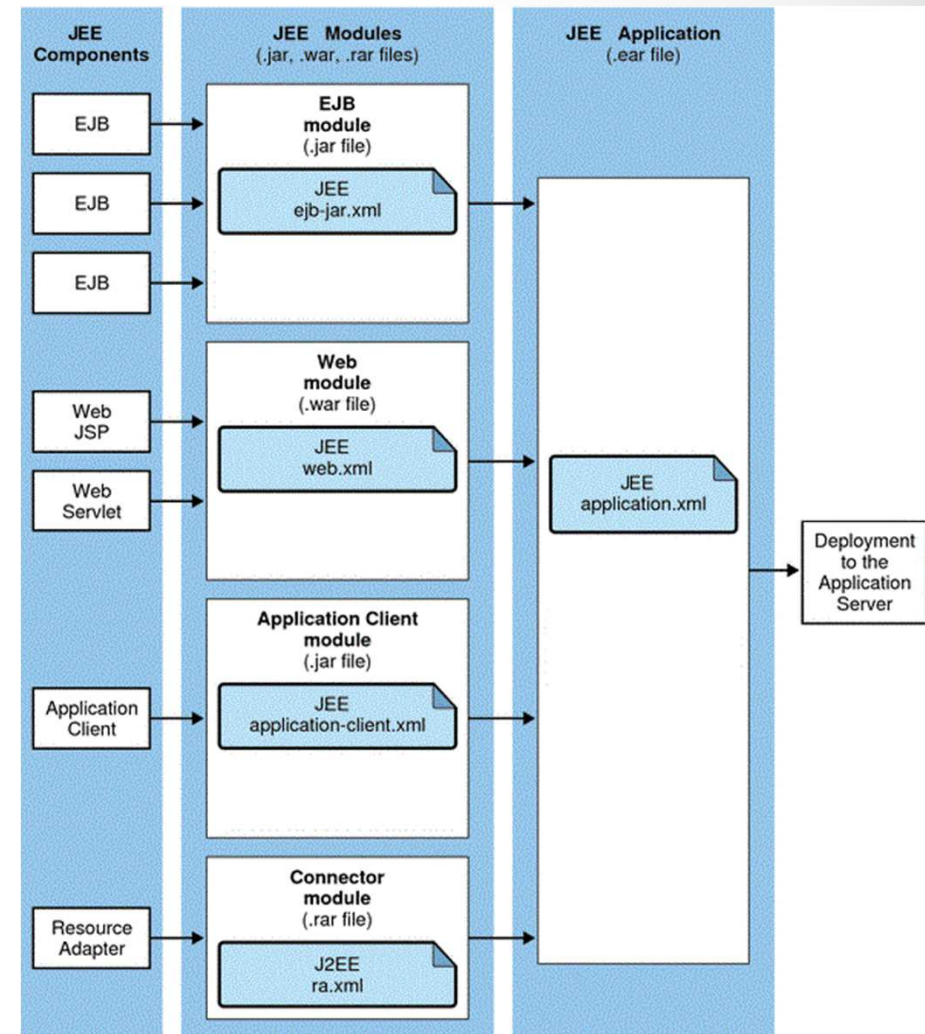 JEE
Components
JEE Modules
(.jar, .war, .rar files)
JEE Application
(.ear file)
EJB
EJB
EJB
EJB
module
(.jar file)
JEE
ejb-jar.xml
Web
JSP
Web
Servlet
Web
module
(.war file)
JEE
web.xml
Application
Client
Application Client
module
(.jar file)
JEE
application-client.xml
Resource
Adapter
Connector
module
(.rar file)
J2EE
ra.xml
JEE
application.xml
Deployment
to the
Application
Server